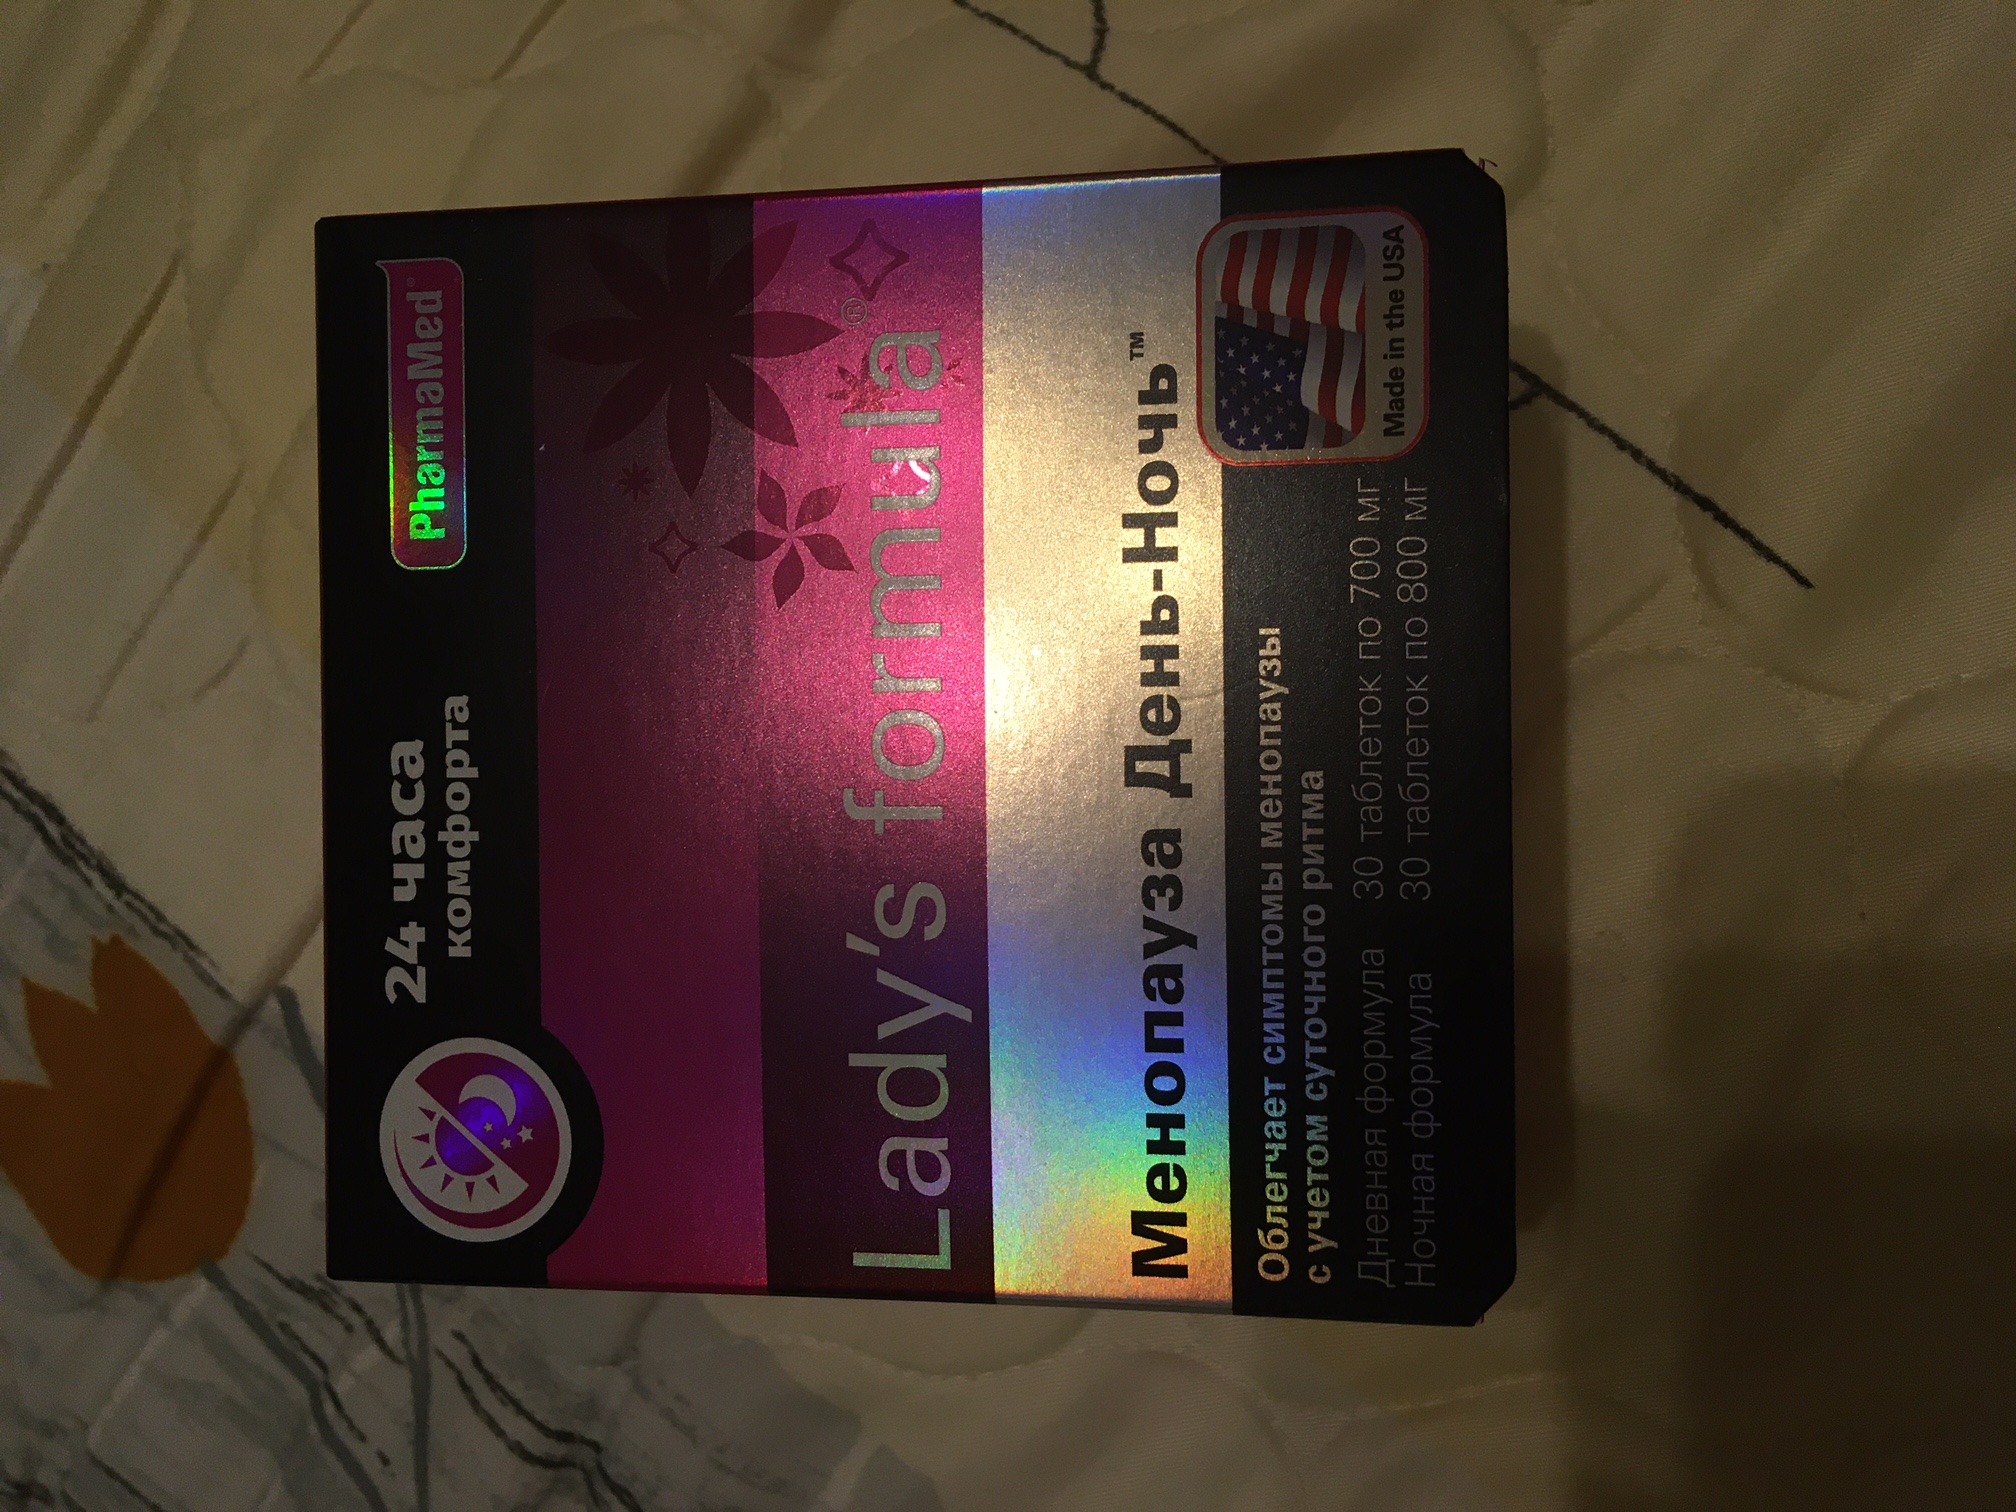 24 часа
комфорта
PharmaMed®
Lady's formula®
Менопауза День-Ночь™
Облегчает симптомы менопаузы
с учетом суточного ритма
Дневная формула 30 таблеток по 700 мг
Ночная формула 30 таблеток по 800 мг
Made in the USA